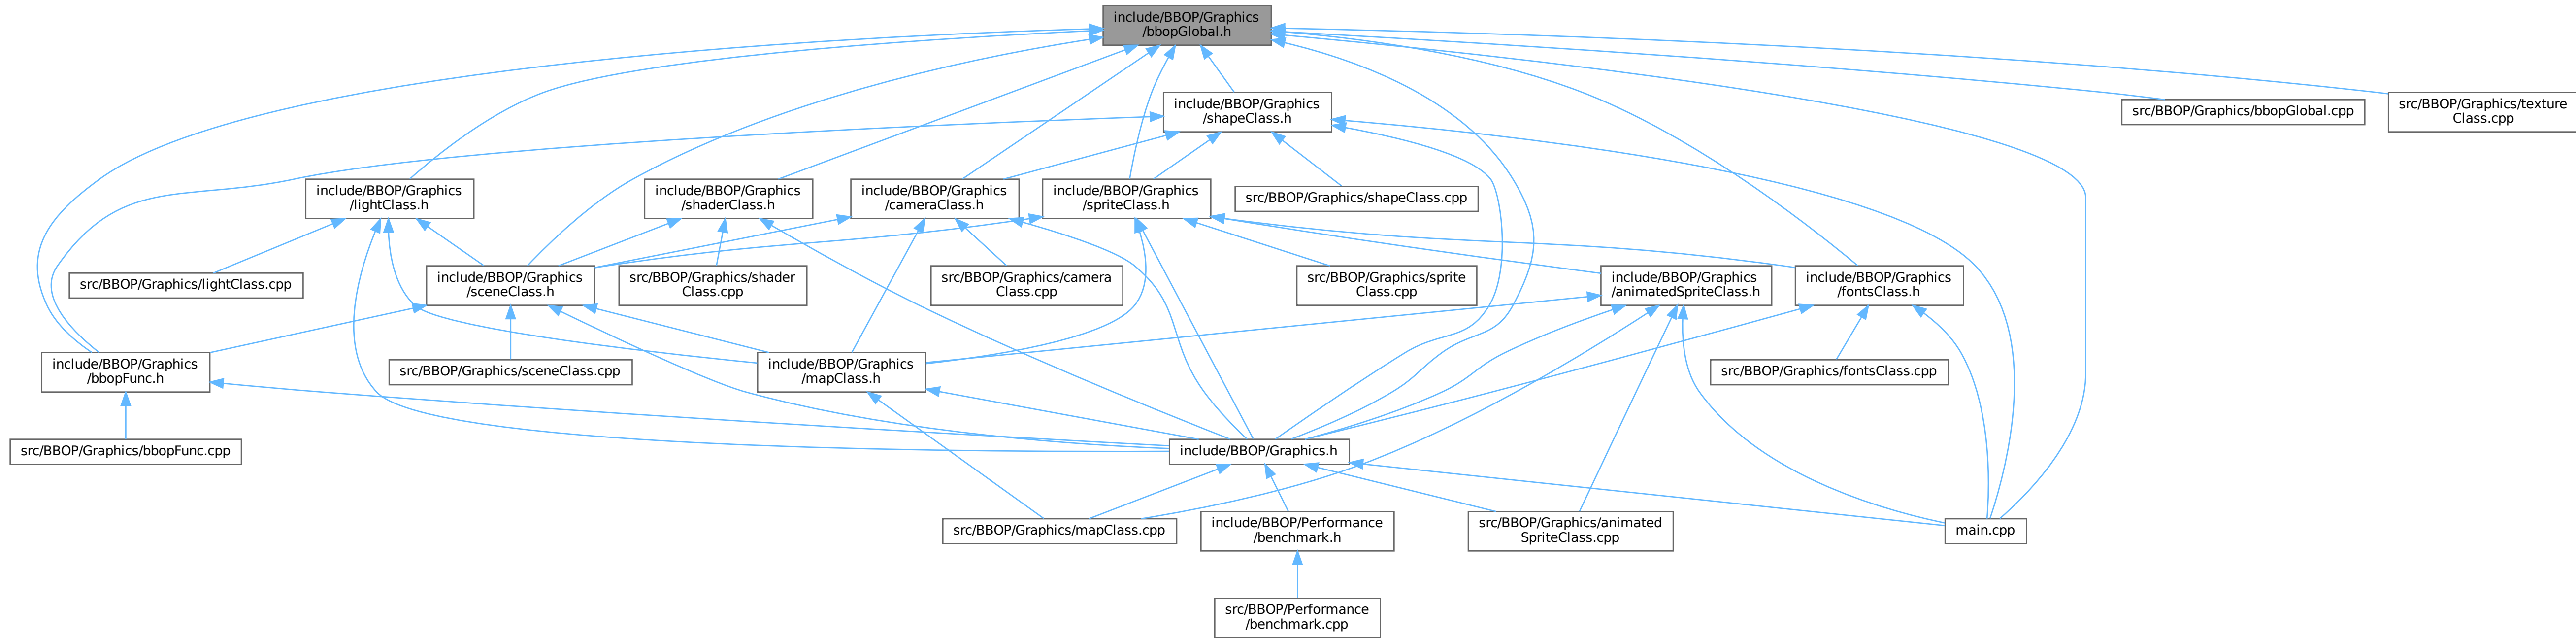 include/BBOP/Graphics
/bbopGlobal.h
include/BBOP/Graphics
/shapeClass.h
src/BBOP/Graphics/bbopGlobal.cpp
src/BBOP/Graphics/texture
Class.cpp
include/BBOP/Graphics
/lightClass.h
include/BBOP/Graphics
/shaderClass.h
include/BBOP/Graphics
/cameraClass.h
include/BBOP/Graphics
/spriteClass.h
src/BBOP/Graphics/shapeClass.cpp
src/BBOP/Graphics/lightClass.cpp
include/BBOP/Graphics
/sceneClass.h
src/BBOP/Graphics/shader
Class.cpp
src/BBOP/Graphics/camera
Class.cpp
src/BBOP/Graphics/sprite
Class.cpp
include/BBOP/Graphics
/animatedSpriteClass.h
include/BBOP/Graphics
/fontsClass.h
include/BBOP/Graphics
/bbopFunc.h
src/BBOP/Graphics/sceneClass.cpp
include/BBOP/Graphics
/mapClass.h
src/BBOP/Graphics/fontsClass.cpp
src/BBOP/Graphics/bbopFunc.cpp
include/BBOP/Graphics.h
src/BBOP/Graphics/mapClass.cpp
include/BBOP/Performance
/benchmark.h
src/BBOP/Graphics/animated
SpriteClass.cpp
main.cpp
src/BBOP/Performance
/benchmark.cpp